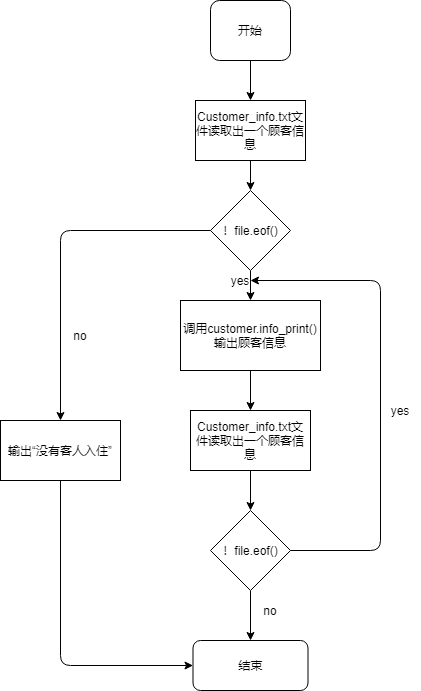 开始
Customer_info.txt文
件读取出一个顾客信
息
！file.eof()
yes
no
调用customer.info_print()
输出顾客信息
yes
Customer_info.txt文
件读取出一个顾客信
息
输出“没有客人入住”
！file.eof()
no
结束